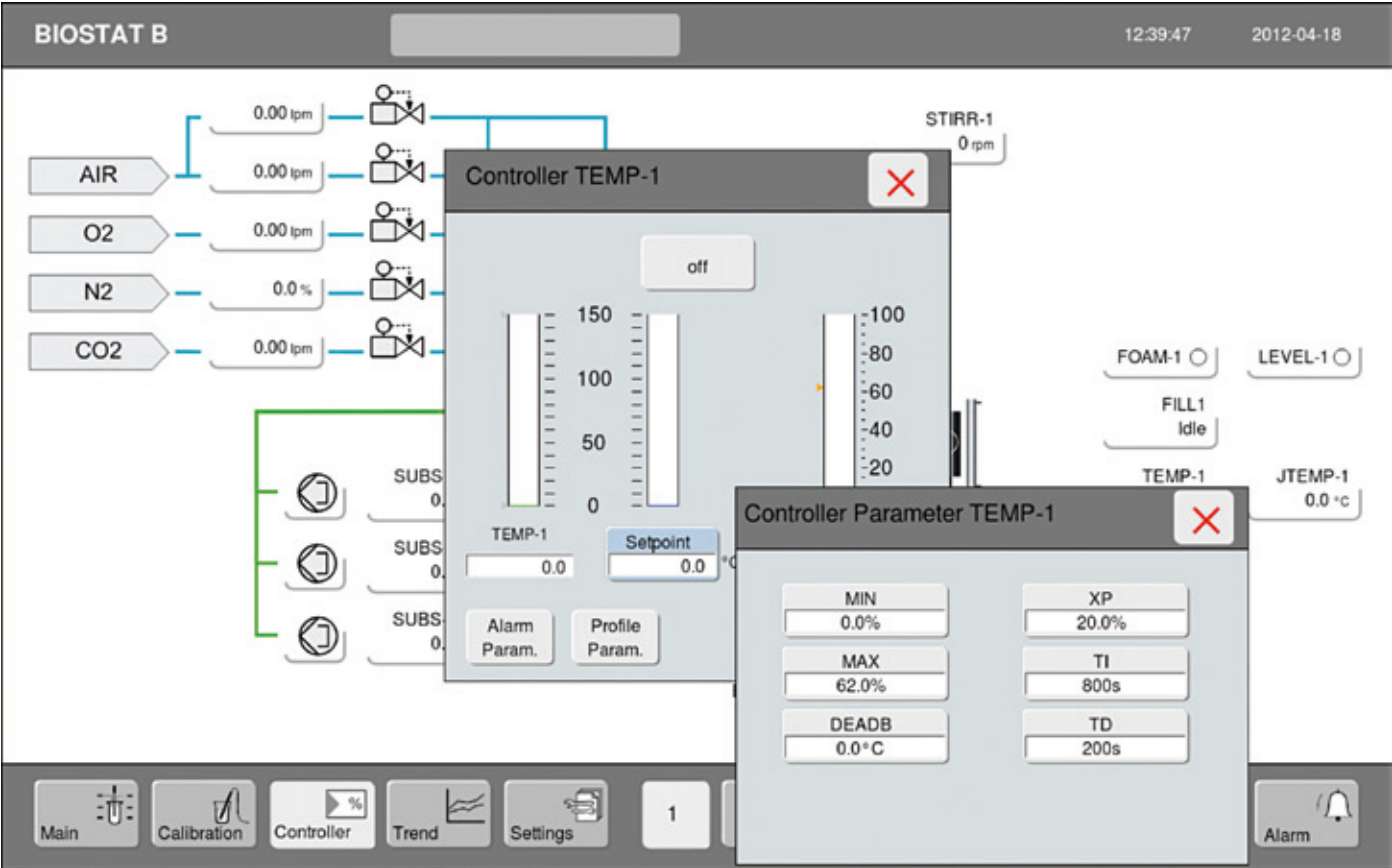 BIOSTAT B
12:39:47 2012-04-18
0.00 lpm
STIRR-1
0 rpm
AIR
0.00 lpm
O2
0.00 lpm
N2
0.0 %
CO2
0.00 lpm
Controller TEMP-1
off
150
100
50
0
100
80
60
40
20
TEMP-1
0.0
Setpoint
0.0
Alarm
Param.
Profile
Param.
SUBS
0.
SUBS
0.
SUBS
0.
FOAM-1
LEVEL-1
FILL1
Idle
TEMP-1
JTEMP-1
0.0 °C
Controller Parameter TEMP-1
MIN
0.0%
XP
20.0%
MAX
62.0%
TI
800s
DEADB
0.0°C
TD
200s
Main
Calibration
%
Controller
Trend
Settings
1
Alarm